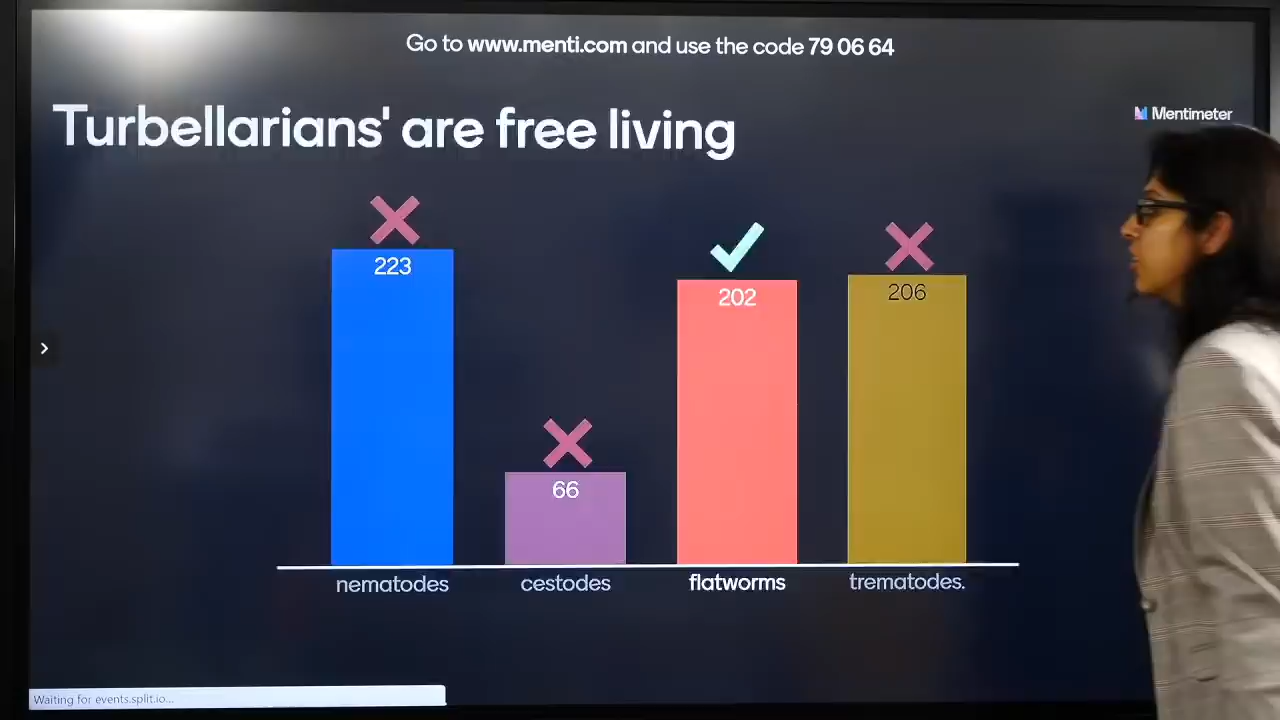 Go to www.menti.com and use the code 79 06 64
Turbellarians' are free living
Mentimeter
223
66
202
206
nematodes
cestodes
flatworms
trematodes.
Waiting for events.split.io...